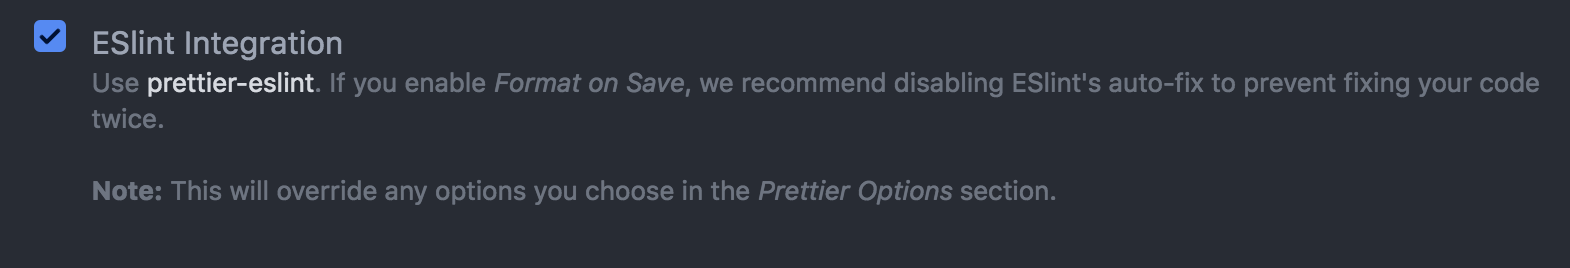 ESlint Integration
Use prettier-eslint. If you enable Format on Save, we recommend disabling ESlint's auto-fix to prevent fixing your code
twice.
Note: This will override any options you choose in the Prettier Options section.